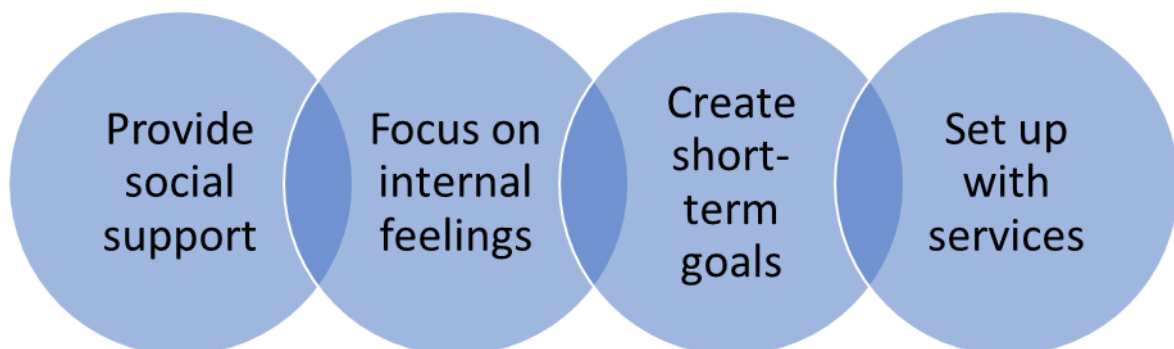 Provide
social
support
Focus on
internal
feelings
Create
short-
term
goals
Set up
with
services